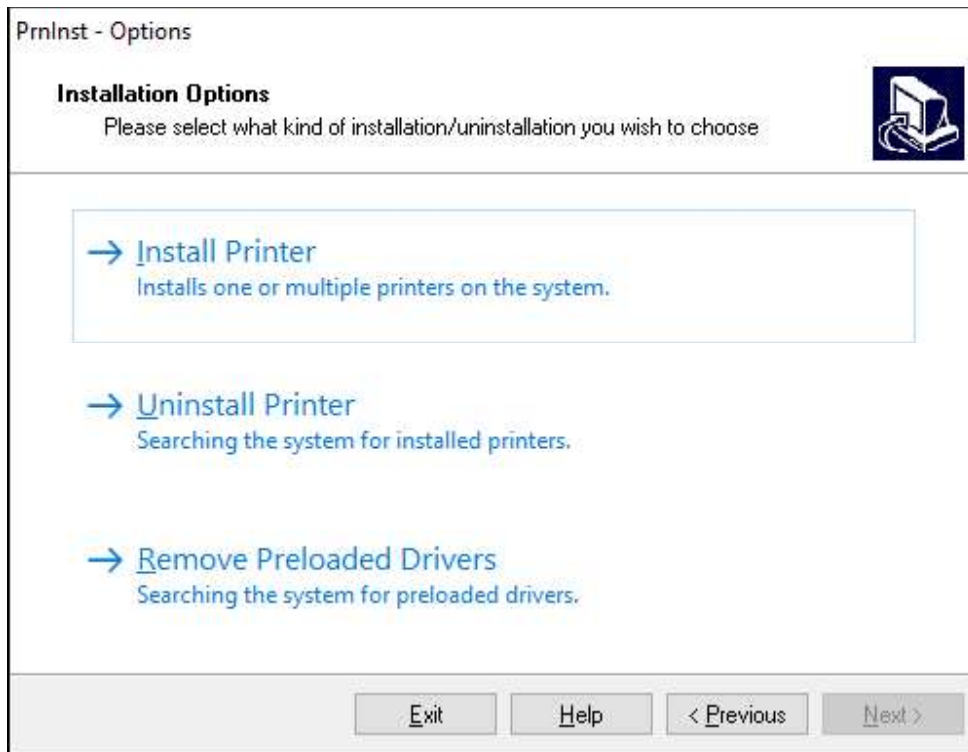 PrnInst - Options
Installation Options
Please select what kind of installation/uninstallation you wish to choose
Install Printer
Installs one or multiple printers on the system.
Uninstall Printer
Searching the system for installed printers.
Remove Preloaded Drivers
Searching the system for preloaded drivers.
Exit Help < Previous Next >